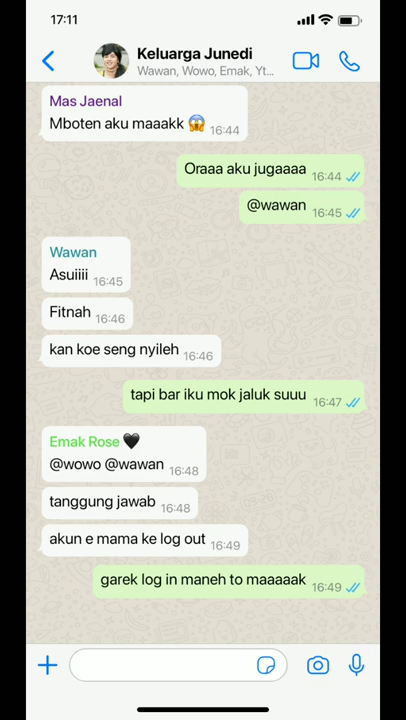 17:11
Keluarga Junedi
Wawan, Wowo, Emak, Yt...
Mas Jaenal
Mboten aku maaakk 😱 16:44
Oraaa aku jugaaaa 16:44
@wawan 16:45
Wawan
Asuiiii 16:45
Fitnah 16:46
kan koe seng nyileh 16:46
tapi bar iku mok jaluk suuu 16:47
Emak Rose 🖤
@wowo @wawan 16:48
tanggung jawab 16:48
akun e mama ke log out 16:49
garek log in maneh to maaaaak 16:49